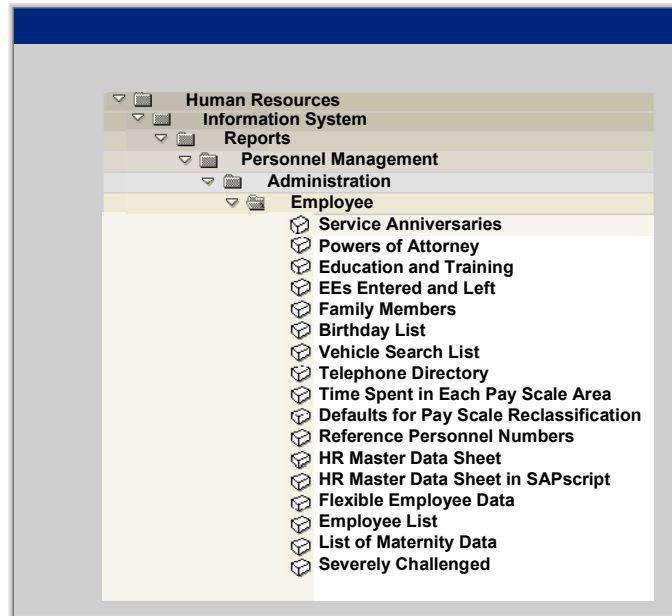 Human Resources
Information System
Reports
Personnel Management
Administration
Employee
Service Anniversaries
Powers of Attorney
Education and Training
EEs Entered and Left
Family Members
Birthday List
Vehicle Search List
Telephone Directory
Time Spent in Each Pay Scale Area
Defaults for Pay Scale Reclassification
Reference Personnel Numbers
HR Master Data Sheet
HR Master Data Sheet in SAPscript
Flexible Employee Data
Employee List
List of Maternity Data
Severely Challenged